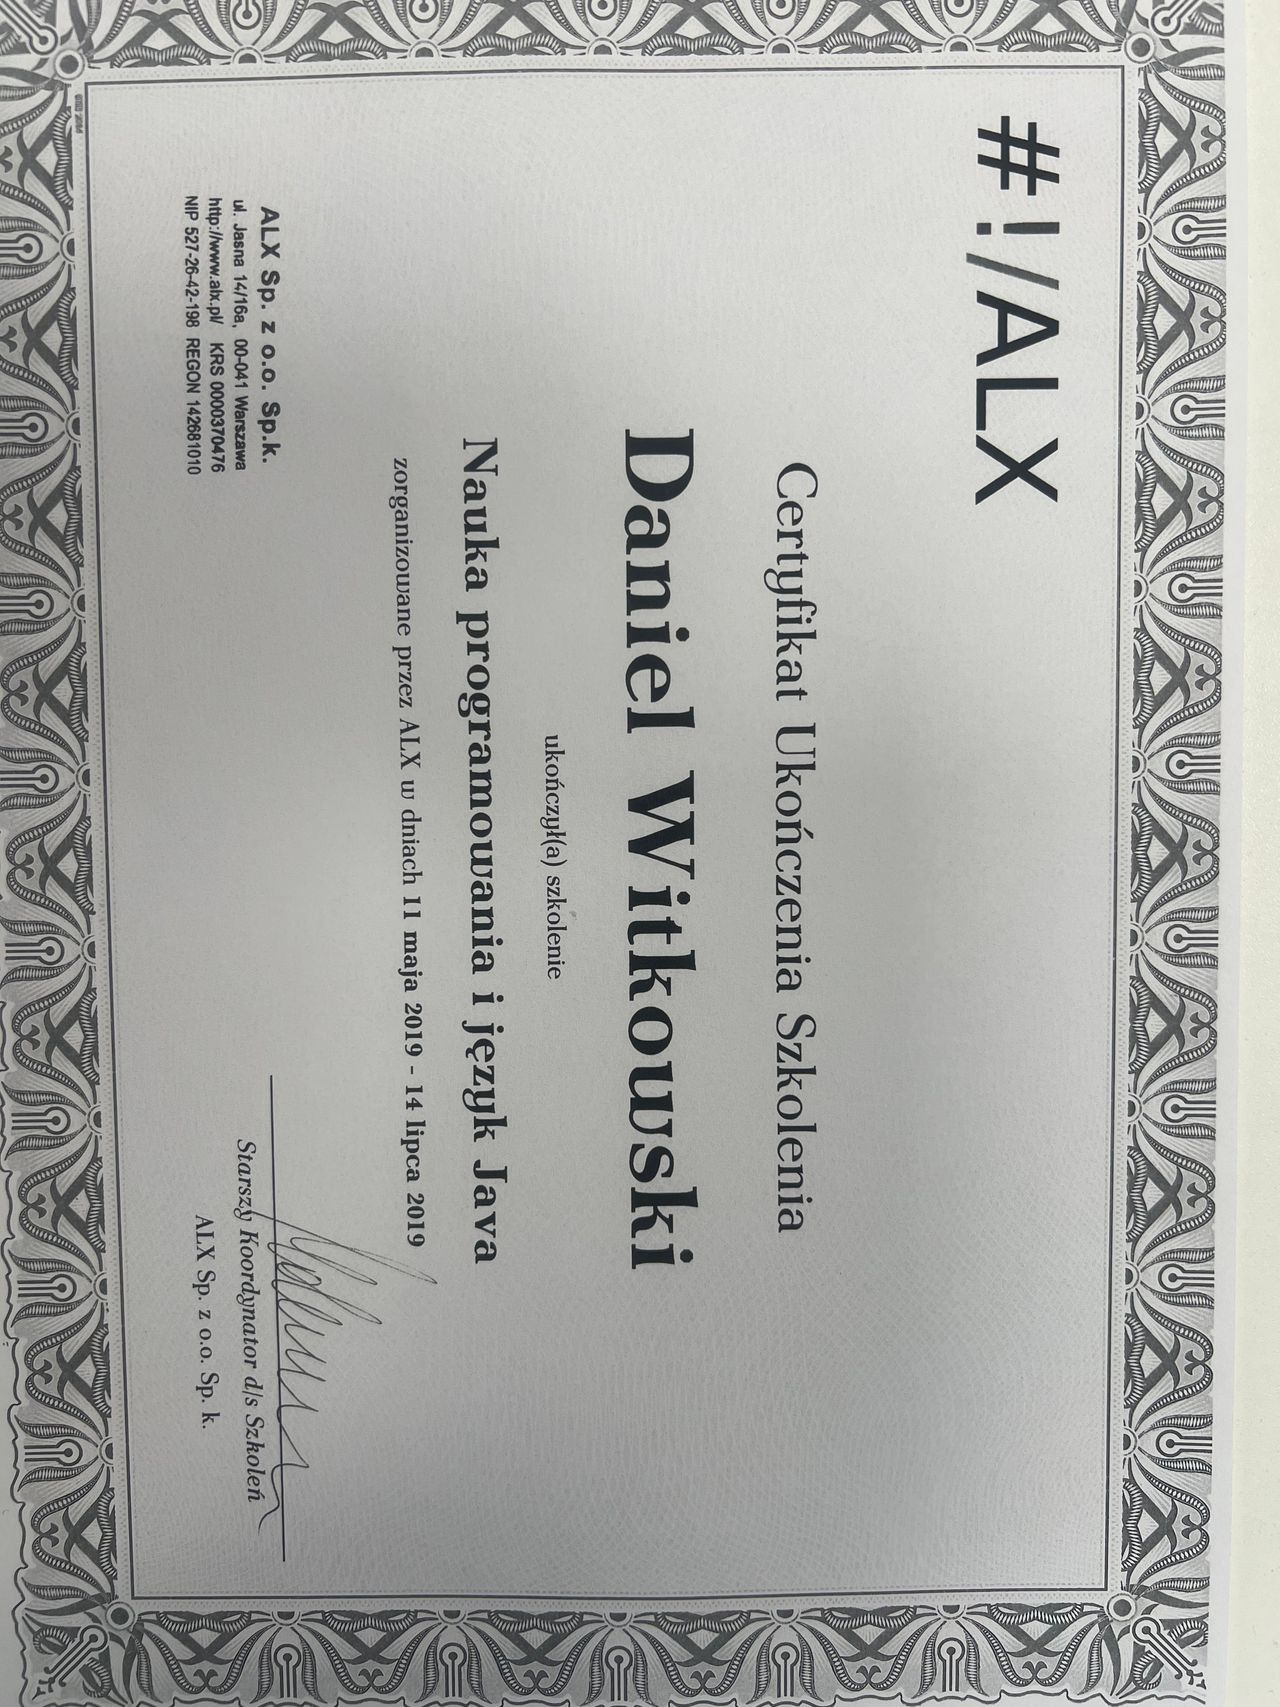 #!/ALX
Certyfikat Ukończenia Szkolenia
Daniel Witkowski
ukończył(a) szkolenie
Nauka programowania i język Java
zorganizowane przez ALX w dniach 11 maja 2019 - 14 lipca 2019
ALX Sp. z o.o. Sp.k.
ul. Jasna 14/16a, 00-041 Warszawa
http://www.alx.pl/ KRS 0000370476
NIP 527-26-42-198 REGON 142681010
Starszy Koordynator d/s Szkoleń
ALX Sp. z o.o. Sp. k.